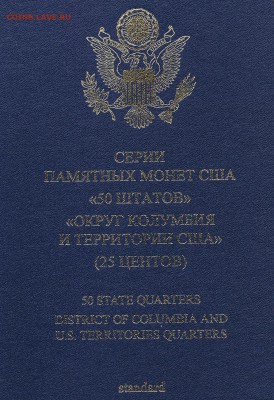 COINSS.LAVE.RU
СЕРИИ
ПАМЯТНЫХ МОНЕТ США
«50 ШТАТОВ»
«ОКРУГ КОЛУМБИЯ
И ТЕРРИТОРИИ США»
(25 ЦЕНТОВ)
50 STATE QUARTERS
DISTRICT OF COLUMBIA AND
U.S. TERRITORIES QUARTERS
standard